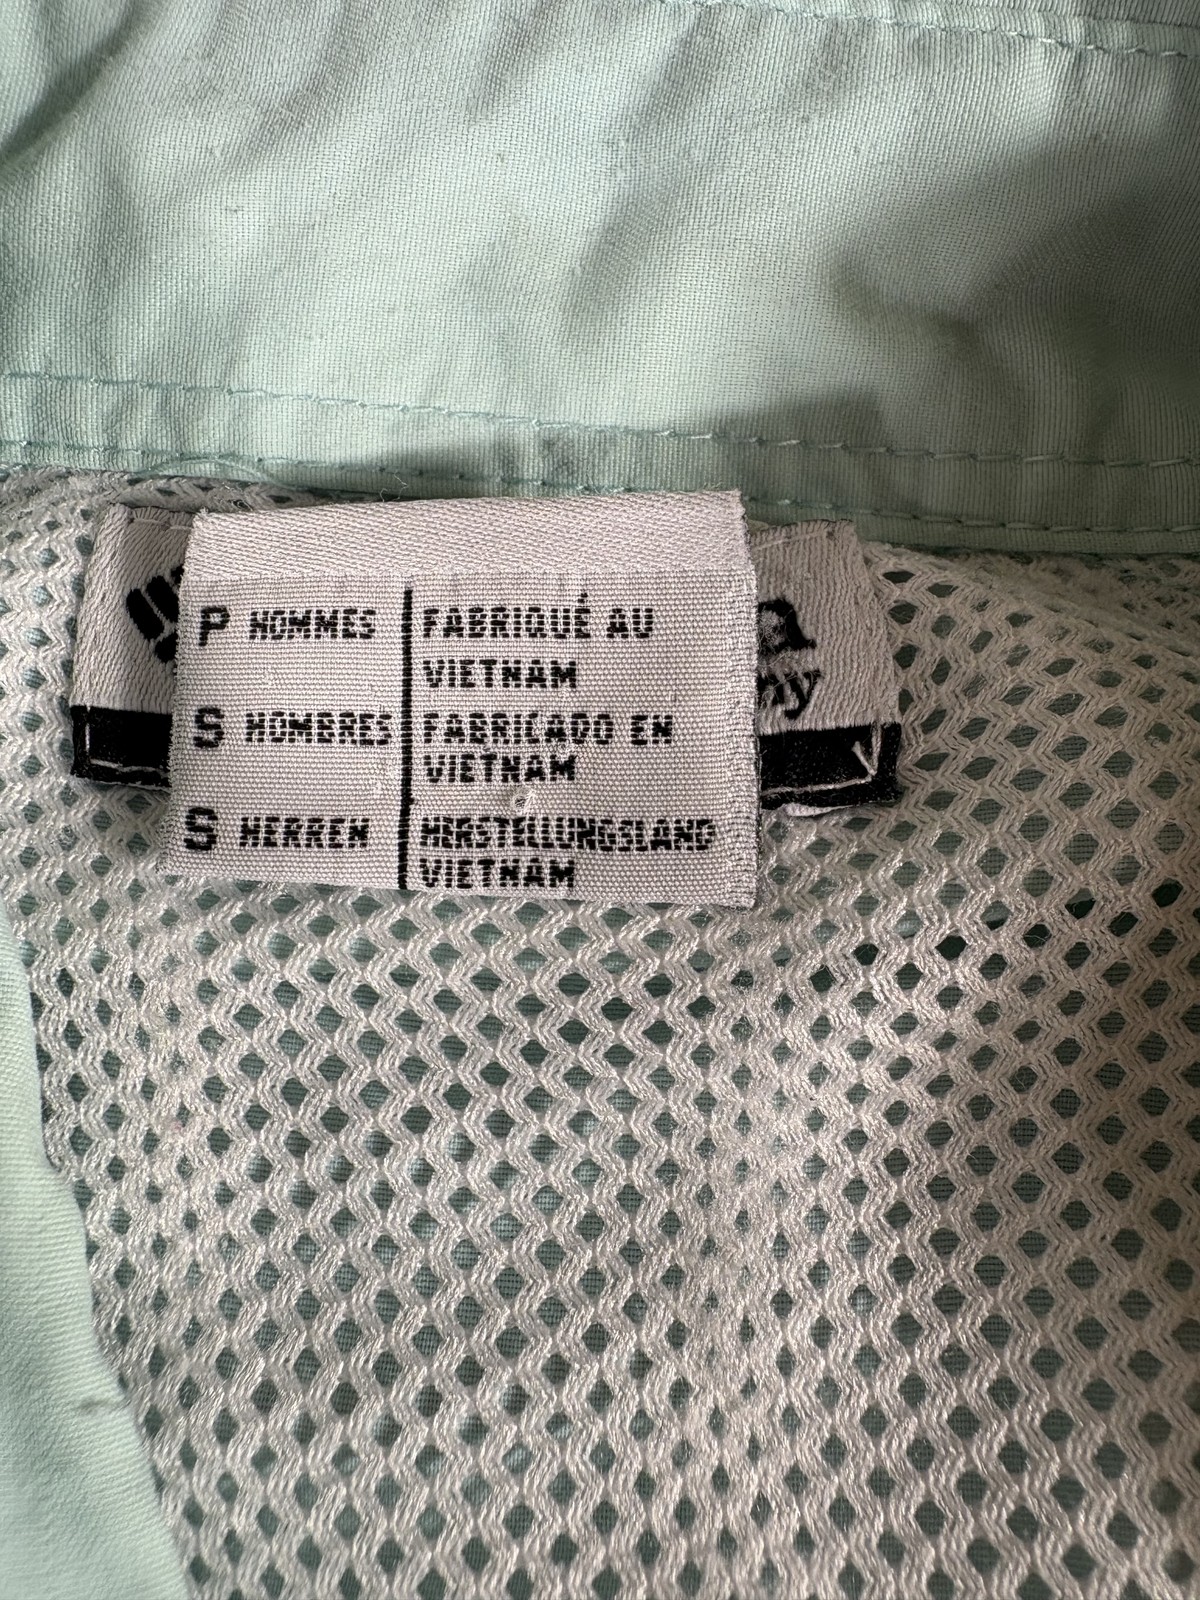 P HOMMES
FABRIQUÉ AU
VIETNAM
S HOMBRES
FABRICADO EN
VIETNAM
S HERREN
HERSTELLUNGSLAND
VIETNAM